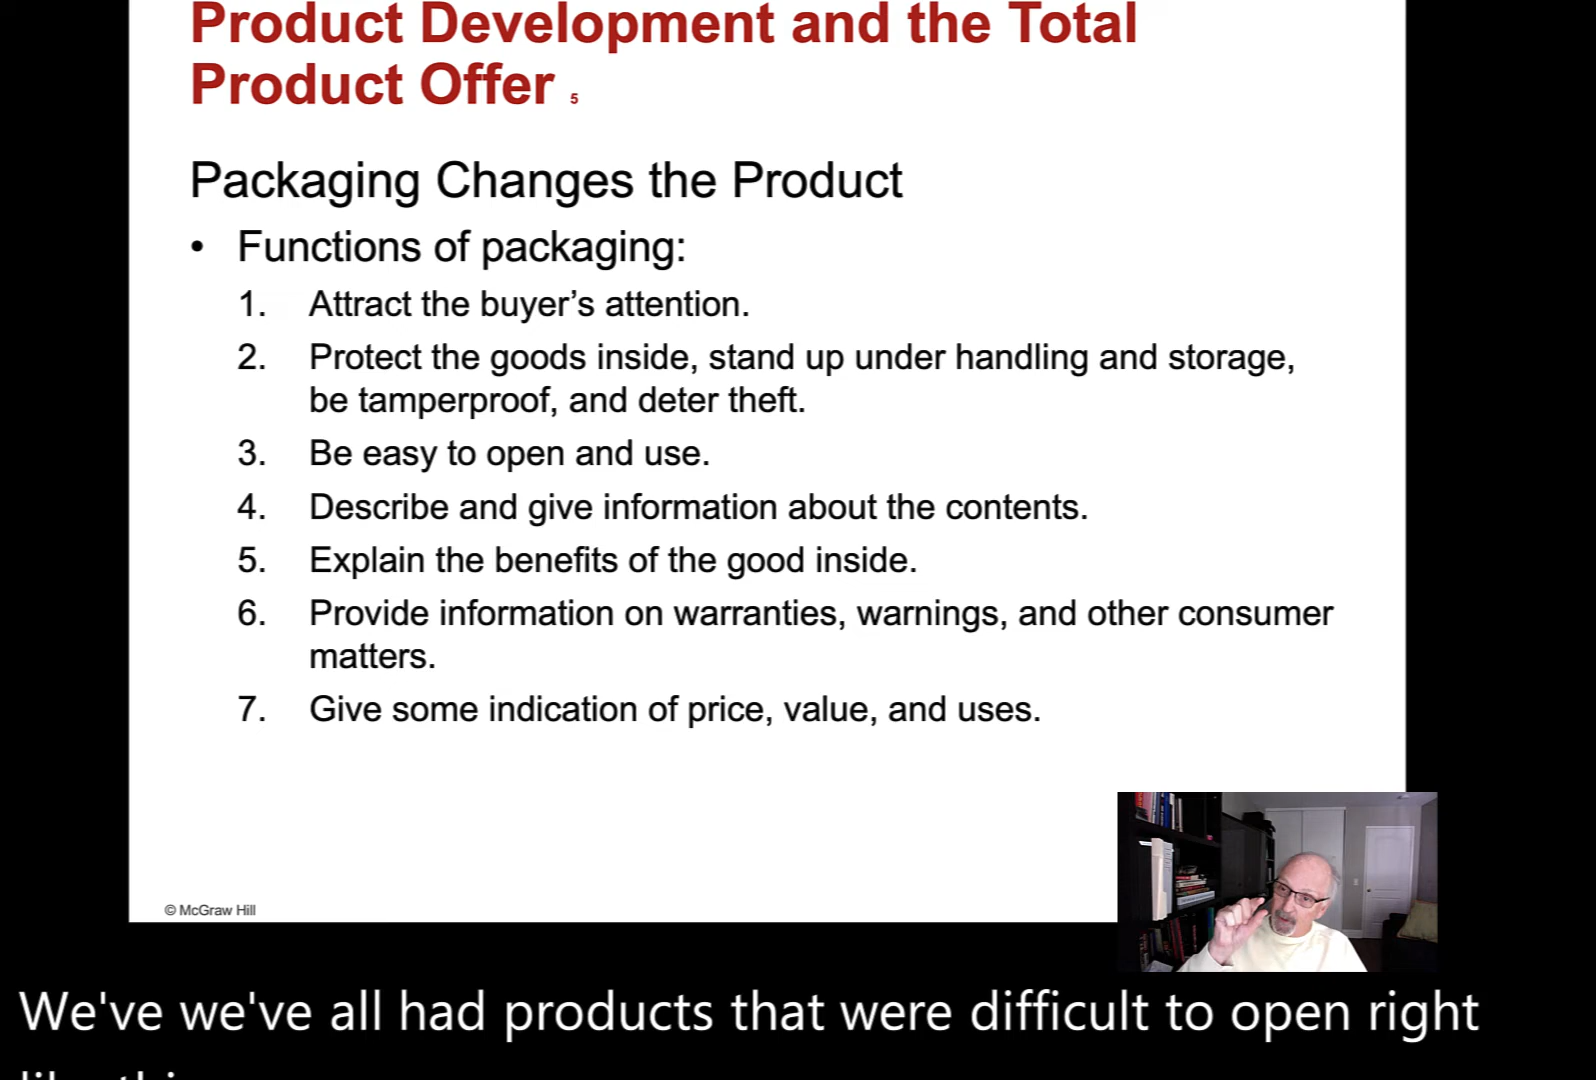 Product Development and the Total
Product Offer 5
Packaging Changes the Product
• Functions of packaging:
1. Attract the buyer’s attention.
2. Protect the goods inside, stand up under handling and storage,
be tamperproof, and deter theft.
3. Be easy to open and use.
4. Describe and give information about the contents.
5. Explain the benefits of the good inside.
6. Provide information on warranties, warnings, and other consumer
matters.
7. Give some indication of price, value, and uses.
© McGraw Hill
We've we've all had products that were difficult to open right